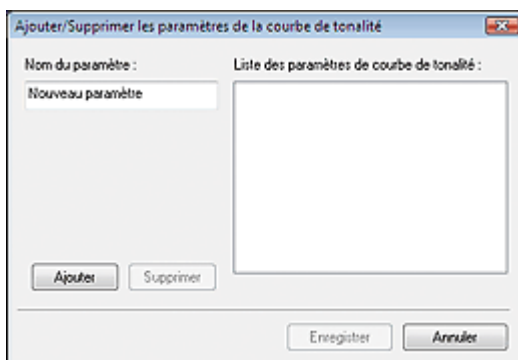 Ajouter/Supprimer les paramètres de la courbe de tonalité
Nom du paramètre :
Liste des paramètres de courbe de tonalité :
Nouveau paramètre
Ajouter
Supprimer
Enregistrer
Annuler